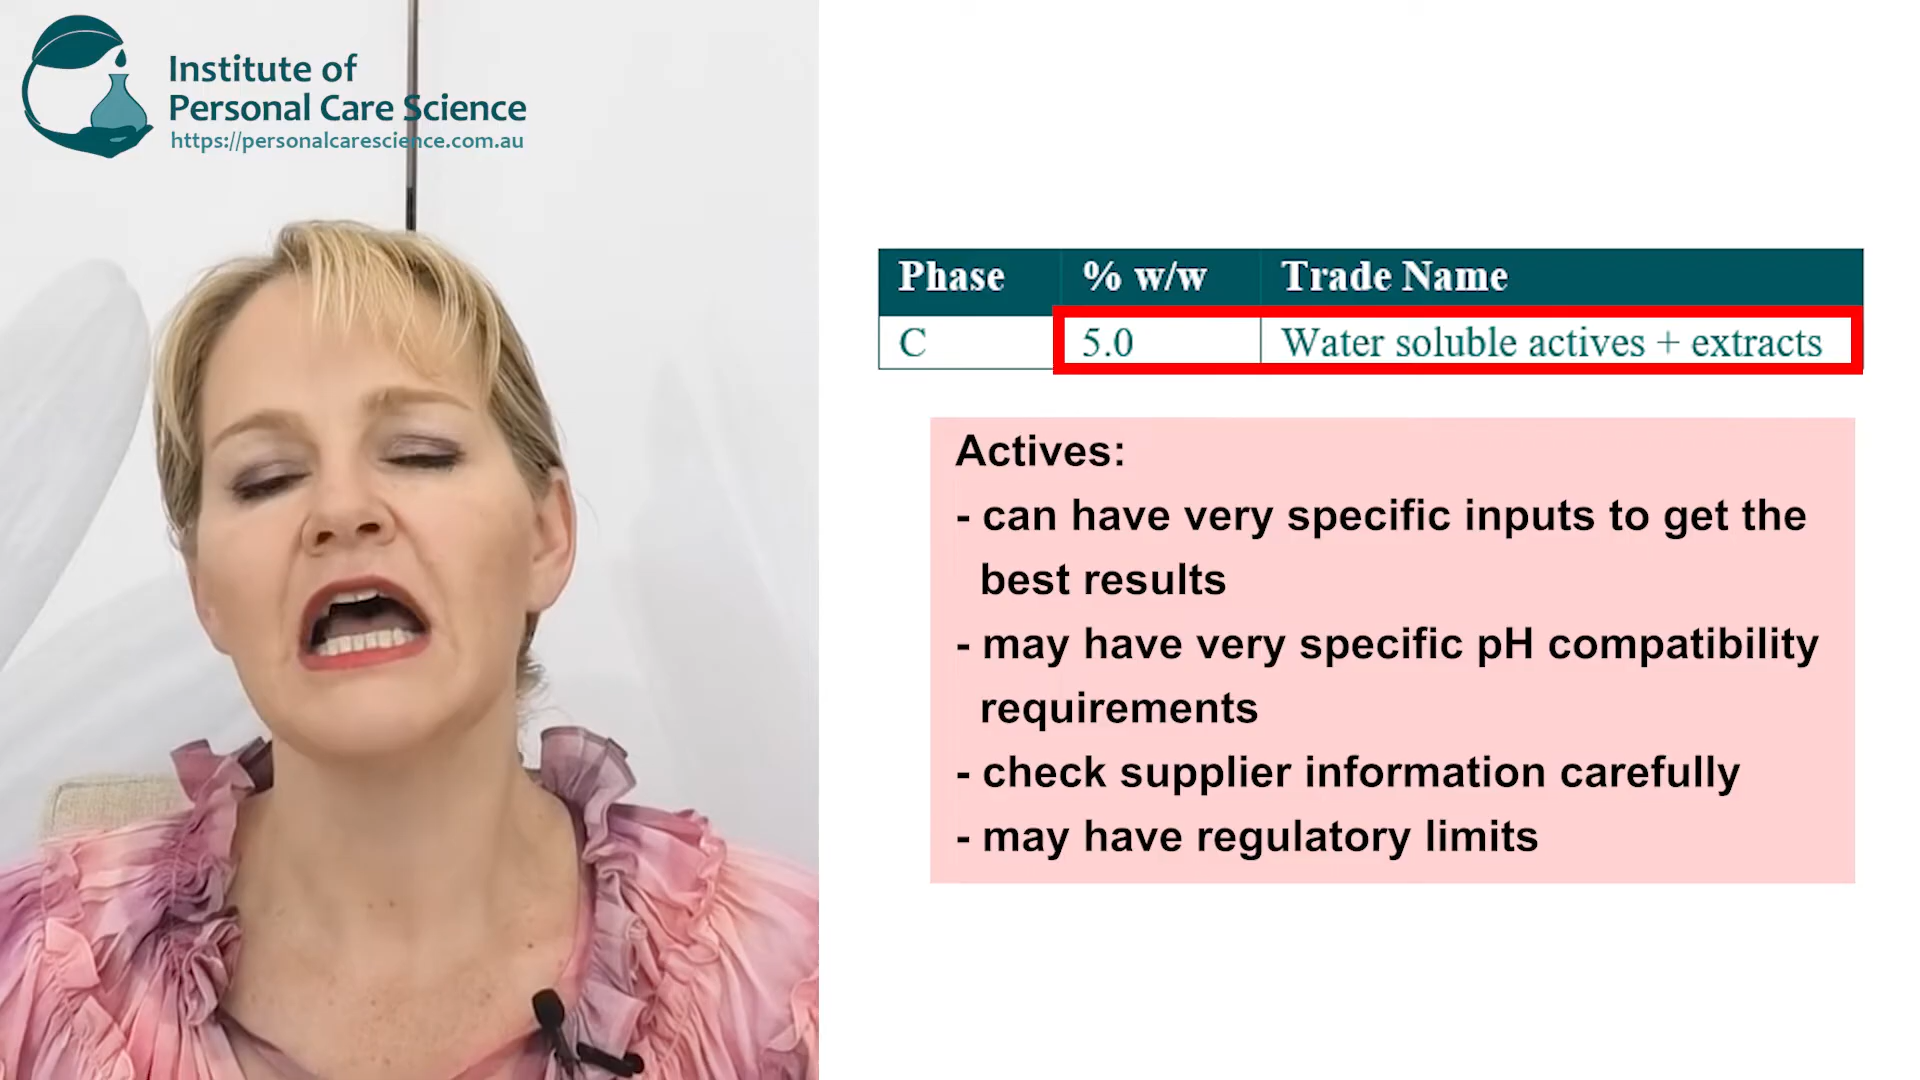 Institute of
Personal Care Science
https://personalcarescience.com.au
Phase % w/w Trade Name
C 5.0 Water soluble actives + extracts
Actives:
- can have very specific inputs to get the
best results
- may have very specific pH compatibility
requirements
- check supplier information carefully
- may have regulatory limits